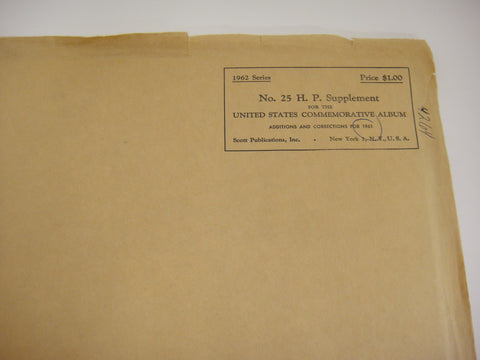 1962 Series Price $1.00
No. 25 H. P. Supplement
FOR THE
UNITED STATES COMMEMORATIVE ALBUM
ADDITIONS AND CORRECTIONS FOR 1961
Scott Publications, Inc. • New York 1, N. Y., U. S. A.